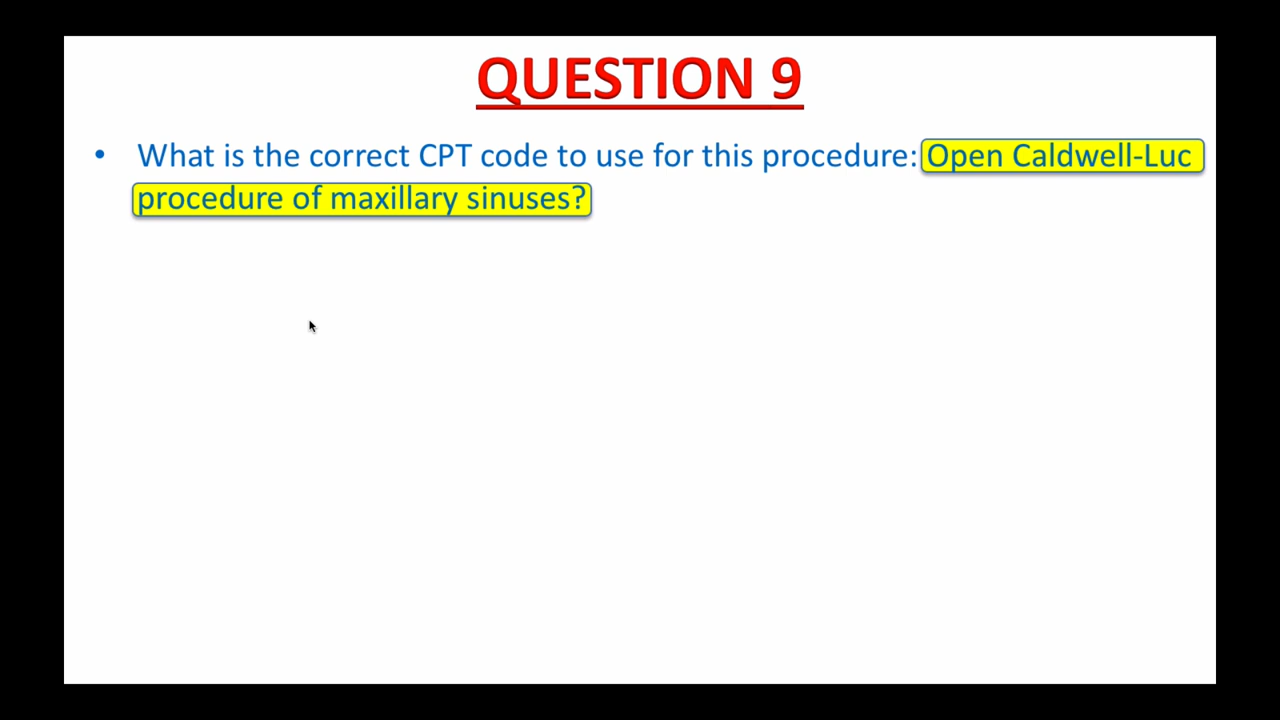 QUESTION 9
• What is the correct CPT code to use for this procedure: Open Caldwell-Luc
procedure of maxillary sinuses?